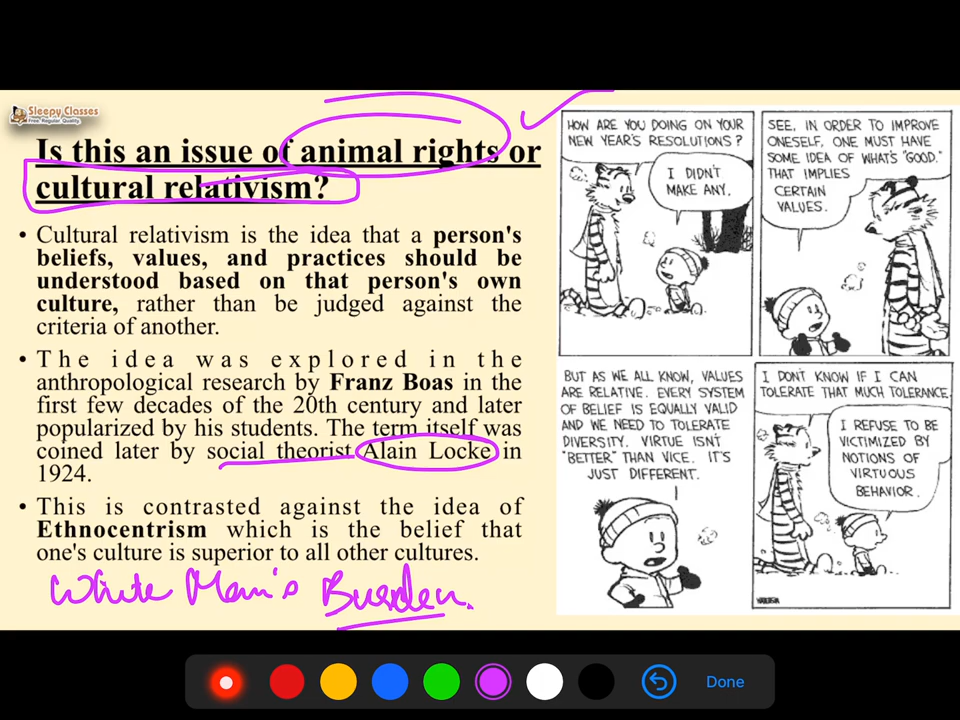 Sleepy Classes
Free. Regular. Quality.
Is this an issue of animal rights or
cultural relativism?
• Cultural relativism is the idea that a person's
beliefs, values, and practices should be
understood based on that person's own
culture, rather than be judged against the
criteria of another.
• The idea was explored in the
anthropological research by Franz Boas in the
first few decades of the 20th century and later
popularized by his students. The term itself was
coined later by social theorist Alain Locke in
1924.
• This is contrasted against the idea of
Ethnocentrism which is the belief that
one's culture is superior to all other cultures.
White Man's Burden.
HOW ARE YOU DOING ON YOUR
NEW YEAR'S RESOLUTIONS?
I DIDN'T
MAKE ANY.
SEE, IN ORDER TO IMPROVE
ONESELF, ONE MUST HAVE
SOME IDEA OF WHAT'S "GOOD."
THAT IMPLIES
CERTAIN
VALUES.
BUT AS WE ALL KNOW, VALUES
ARE RELATIVE. EVERY SYSTEM
OF BELIEF IS EQUALLY VALID
AND WE NEED TO TOLERATE
DIVERSITY. VIRTUE ISN'T
"BETTER" THAN VICE. IT'S
JUST DIFFERENT.
I DON'T KNOW IF I CAN
TOLERATE THAT MUCH TOLERANCE.
I REFUSE TO BE
VICTIMIZED BY
NOTIONS OF
VIRTUOUS
BEHAVIOR.
WATTERSON
Done